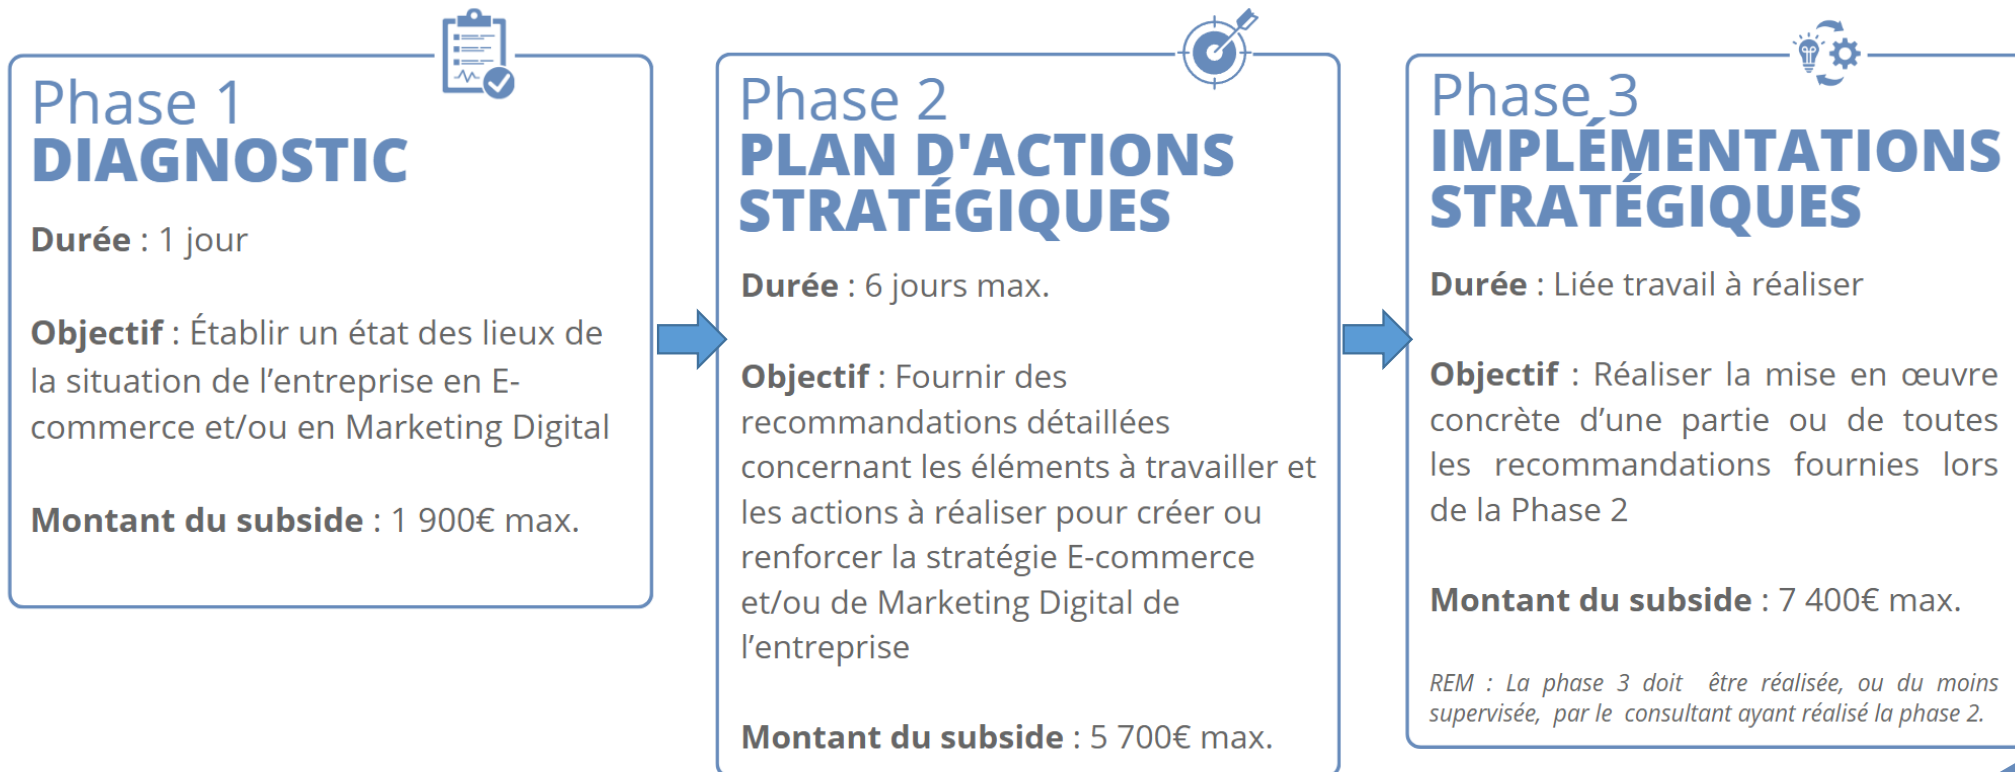 Phase 1
DIAGNOSTIC
Durée : 1 jour
Objectif : Établir un état des lieux de
la situation de l’entreprise en E-
commerce et/ou en Marketing Digital
Montant du subside : 1 900€ max.
Phase 2
PLAN D'ACTIONS
STRATÉGIQUES
Durée : 6 jours max.
Objectif : Fournir des
recommandations détaillées
concernant les éléments à travailler et
les actions à réaliser pour créer ou
renforcer la stratégie E-commerce
et/ou de Marketing Digital de
l’entreprise
Montant du subside : 5 700€ max.
Phase 3
IMPLÉMENTATIONS
STRATÉGIQUES
Durée : Liée travail à réaliser
Objectif : Réaliser la mise en œuvre
concrète d’une partie ou de toutes
les recommandations fournies lors
de la Phase 2
Montant du subside : 7 400€ max.
REM : La phase 3 doit être réalisée, ou du moins
supervisée, par le consultant ayant réalisé la phase 2.